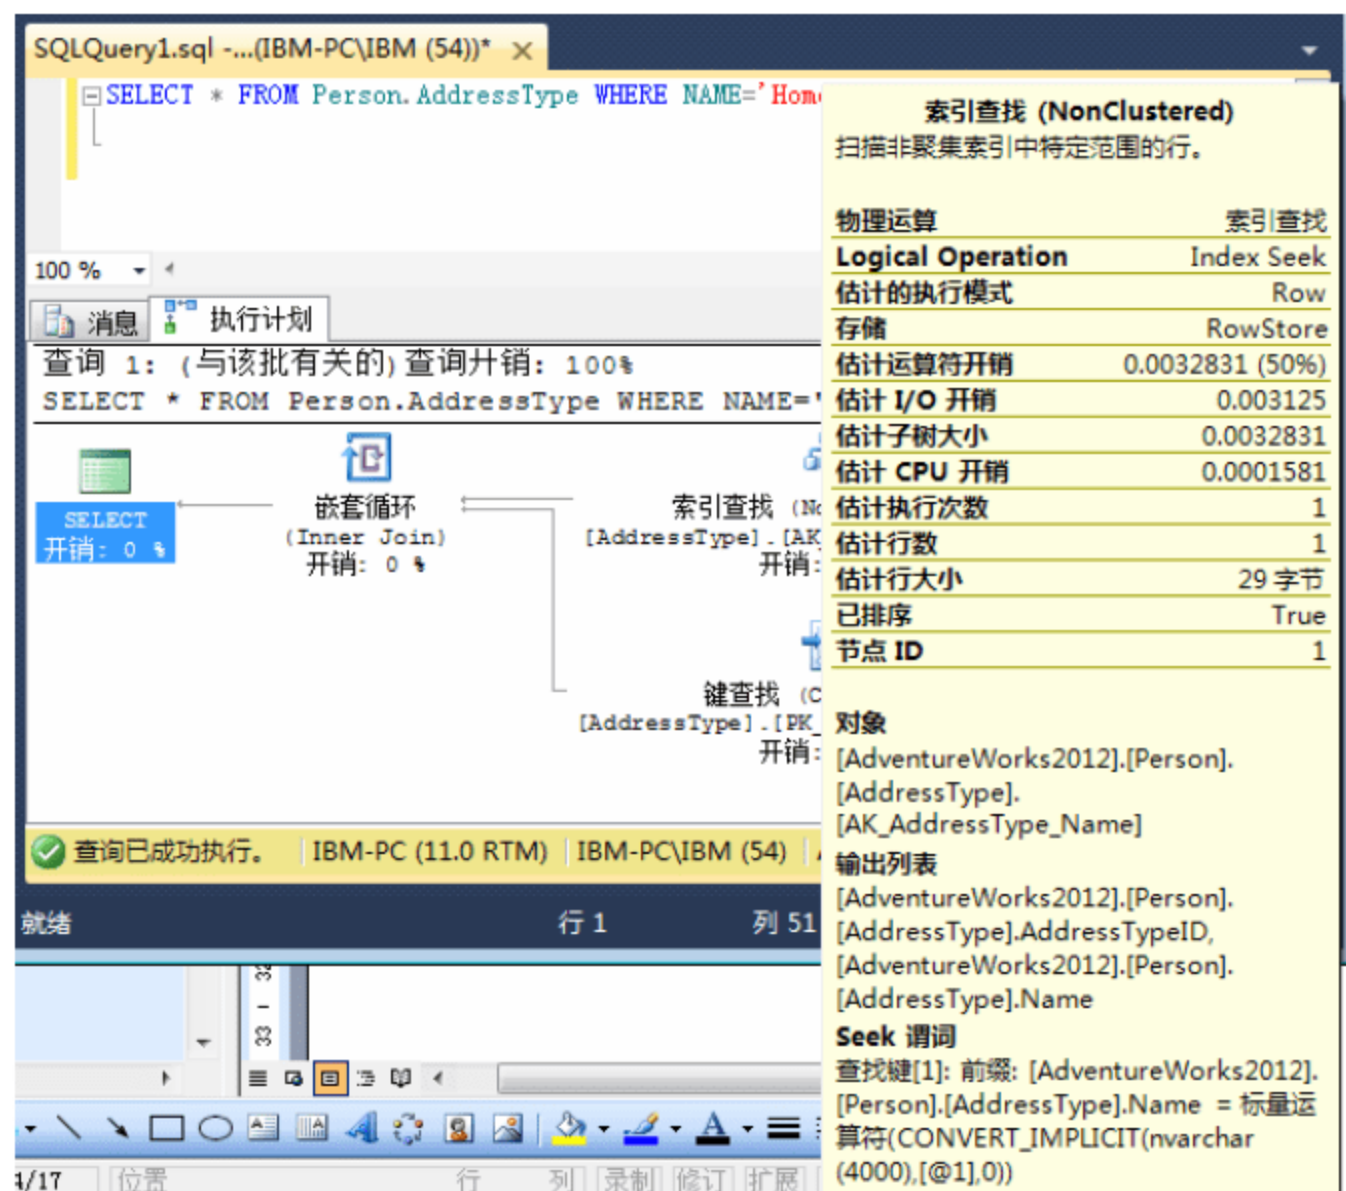 SQLQuery1.sql -...(IBM-PC\IBM (54))*
SELECT * FROM Person.AddressType WHERE NAME='Hom
100 %
消息
执行计划
查询 1: (与该批有关的)查询开销: 100%
SELECT * FROM Person.AddressType WHERE NAME='
SELECT
开销: 0 %
嵌套循环
(Inner Join)
开销: 0 %
索引查找 (No
[AddressType].[AK
开销:
键查找 (C
[AddressType].[PK_
开销:
查询已成功执行。
IBM-PC (11.0 RTM)
IBM-PC\IBM (54)
就绪
行 1
列 51
索引查找 (NonClustered)
扫描非聚集索引中特定范围的行。
物理运算 索引查找
Logical Operation Index Seek
估计的执行模式 Row
存储 RowStore
估计运算符开销 0.0032831 (50%)
估计 I/O 开销 0.003125
估计子树大小 0.0032831
估计 CPU 开销 0.0001581
估计执行次数 1
估计行数 1
估计行大小 29 字节
已排序 True
节点 ID 1
对象
[AdventureWorks2012].[Person].
[AddressType].
[AK_AddressType_Name]
输出列表
[AdventureWorks2012].[Person].
[AddressType].AddressTypeID,
[AdventureWorks2012].[Person].
[AddressType].Name
Seek 谓词
查找键[1]: 前缀: [AdventureWorks2012].
[Person].[AddressType].Name = 标量运
算符(CONVERT_IMPLICIT(nvarchar
(4000),[@1],0))
33
4/17
位置
行
列
录制
修订
扩展